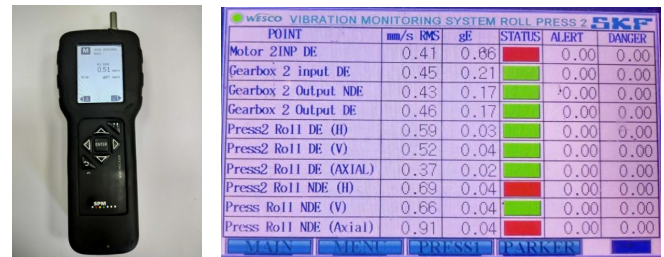 M
0.51
ENTER
SPM
WESCO VIBRATION MONITORING SYSTEM ROLL PRESS 2 SKF
POINT mm/s RMS gE STATUS ALERT DANGER
Motor 2INP DE 0.41 0.06 0.00 0.00
Gearbox 2 input DE 0.45 0.21 0.00 0.00
Gearbox 2 Output NDE 0.43 0.17 0.00 0.00
Gearbox 2 Output DE 0.46 0.17 0.00 0.00
Press2 Roll DE (H) 0.59 0.03 0.00 0.00
Press2 Roll DE (V) 0.52 0.04 0.00 0.00
Press2 Roll DE (AXIAL) 0.37 0.02 0.00 0.00
Press2 Roll NDE (H) 0.69 0.04 0.00 0.00
Press Roll NDE (V) 0.66 0.04 0.00 0.00
Press Roll NDE (Axial) 0.91 0.04 0.00 0.00
MAIN MENU PRESS1 PARKER